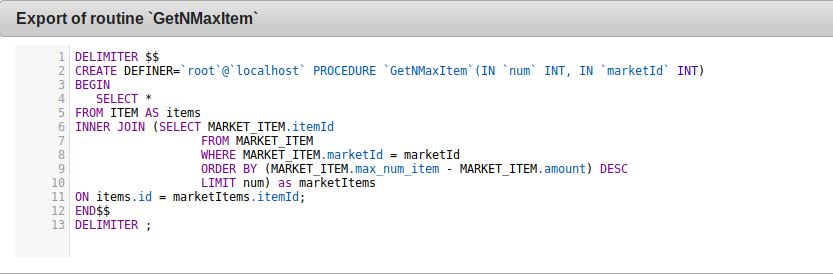 Export of routine `GetNMaxItem`
1 DELIMITER $$
2 CREATE DEFINER=`root`@`localhost` PROCEDURE `GetNMaxItem`(IN `num` INT, IN `marketId` INT)
3 BEGIN
4    SELECT *
5 FROM ITEM AS items
6 INNER JOIN (SELECT MARKET_ITEM.itemId
7                   FROM MARKET_ITEM
8                   WHERE MARKET_ITEM.marketId = marketId
9                   ORDER BY (MARKET_ITEM.max_num_item - MARKET_ITEM.amount) DESC
10                   LIMIT num) as marketItems
11 ON items.id = marketItems.itemId;
12 END$$
13 DELIMITER ;